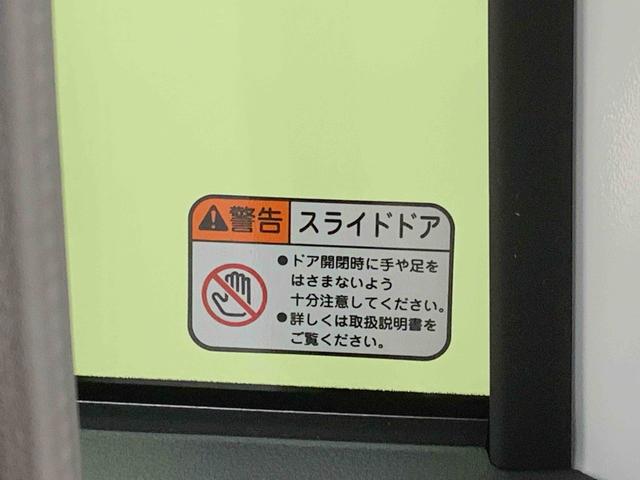 警告 スライドドア
●ドア開閉時に手や足を
はさまないよう
十分注意してください。
●詳しくは取扱説明書を
ご覧ください。